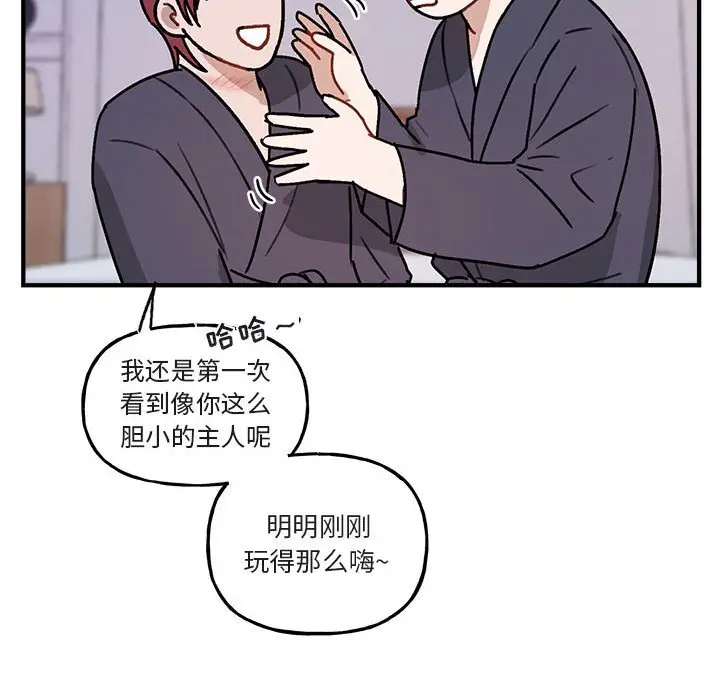 哈哈~
我还是第一次
看到像你这么
胆小的主人呢
明明刚刚
玩得那么嗨~